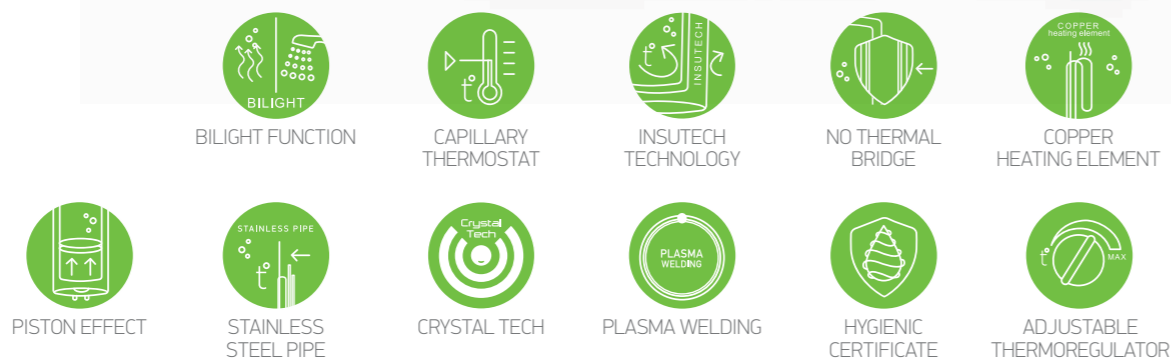 BILIGHT
t°
t°
INSUTECH
COPPER
heating element
BILIGHT FUNCTION
CAPILLARY
THERMOSTAT
INSUTECH
TECHNOLOGY
NO THERMAL
BRIDGE
COPPER
HEATING ELEMENT
STAINLESS PIPE
t°
Crystal
Tech
PLASMA
WELDING
t°
MAX
PISTON EFFECT
STAINLESS
STEEL PIPE
CRYSTAL TECH
PLASMA WELDING
HYGIENIC
CERTIFICATE
ADJUSTABLE
THERMOREGULATOR